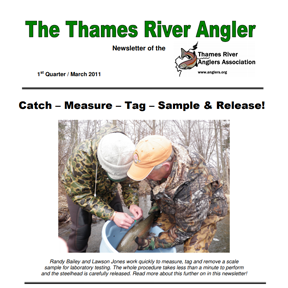 The Thames River Angler
Newsletter of the
Thames River
Anglers Association
www.anglers.org
1st Quarter / March 2011
Catch – Measure – Tag – Sample & Release!
Randy Bailey and Lawson Jones work quickly to measure, tag and remove a scale
sample for laboratory testing. The whole procedure takes less than a minute to perform
and the steelhead is carefully released. Read more about this further on in this newsletter!